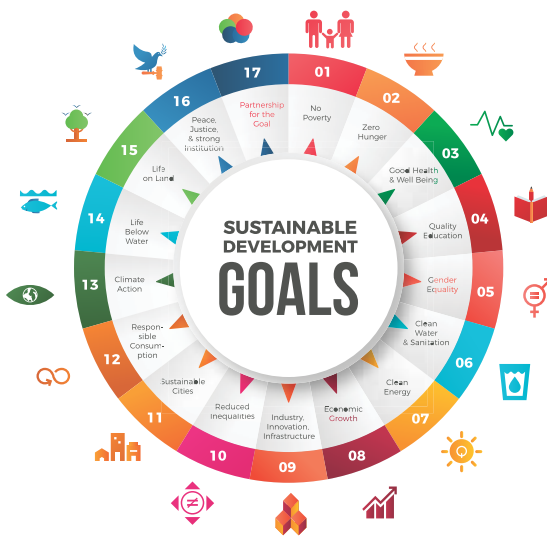 SUSTAINABLE
DEVELOPMENT
GOALS
01
No
Poverty
02
Zero
Hunger
03
Good Health
& Well Being
04
Quality
Education
05
Gender
Equality
06
Clean
Water
& Sanitation
07
Clean
Energy
08
Economic
Growth
09
Industry,
Innovation,
Infrastructure
10
Reduced
Inequalities
11
Sustainable
Cities
12
Respon-
sible
Consum-
ption
13
Climate
Action
14
Life
Below
Water
15
Life
on Land
16
Peace,
Justice,
& strong
Institution
17
Partnership
for the
Goal